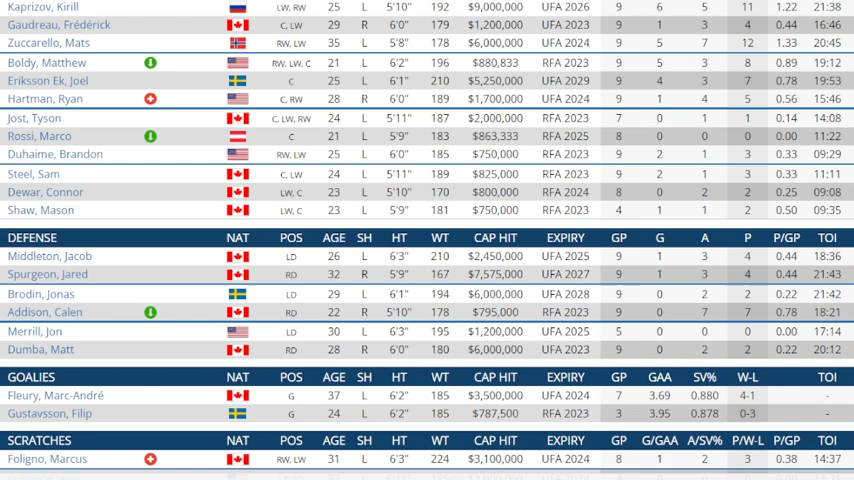 Kaprizov, Kirill LW, RW 25 L 5'10" 192 $9,000,000 UFA 2026 9 6 5 11 1.22 21:38
Gaudreau, Frédérick C, LW 29 R 6'0" 179 $1,200,000 UFA 2023 9 1 3 4 0.44 16:46
Zuccarello, Mats RW, LW 35 L 5'8" 178 $6,000,000 UFA 2024 9 5 7 12 1.33 20:45
Boldy, Matthew RW, LW, C 21 L 6'2" 196 $880,833 RFA 2023 9 5 3 8 0.89 19:12
Eriksson Ek, Joel C 25 L 6'1" 210 $5,250,000 UFA 2029 9 4 3 7 0.78 19:53
Hartman, Ryan C, RW 28 R 6'0" 189 $1,700,000 UFA 2024 9 1 4 5 0.56 15:46
Jost, Tyson C, LW, RW 24 L 5'11" 187 $2,000,000 RFA 2023 7 0 1 1 0.14 14:08
Rossi, Marco C 21 L 5'9" 183 $863,333 RFA 2025 8 0 0 0 0.00 11:22
Duhaime, Brandon RW, LW 25 L 6'0" 185 $750,000 RFA 2023 9 2 1 3 0.33 09:29
Steel, Sam C, LW 24 L 5'11" 189 $825,000 RFA 2023 9 2 1 3 0.33 11:11
Dewar, Connor LW, C 23 L 5'10" 170 $800,000 RFA 2024 8 0 2 2 0.25 09:08
Shaw, Mason LW, C 23 L 5'9" 181 $750,000 RFA 2023 4 1 1 2 0.50 09:35
DEFENSE NAT POS AGE SH HT WT CAP HIT EXPIRY GP G A P P/GP TOI
Middleton, Jacob LD 26 L 6'3" 210 $2,450,000 UFA 2025 9 1 3 4 0.44 18:36
Spurgeon, Jared RD 32 R 5'9" 167 $7,575,000 UFA 2027 9 1 3 4 0.44 21:43
Brodin, Jonas LD 29 L 6'1" 194 $6,000,000 UFA 2028 9 0 2 2 0.22 21:42
Addison, Calen RD 22 R 5'10" 178 $795,000 RFA 2023 9 0 7 7 0.78 18:21
Merrill, Jon LD 30 L 6'3" 195 $1,200,000 UFA 2025 5 0 0 0 0.00 17:14
Dumba, Matt RD 28 R 6'0" 180 $6,000,000 UFA 2023 9 0 2 2 0.22 20:12
GOALIES NAT POS AGE SH HT WT CAP HIT EXPIRY GP GAA SV% W-L TOI
Fleury, Marc-André G 37 L 6'2" 185 $3,500,000 UFA 2024 7 3.69 0.880 4-1 -
Gustavsson, Filip G 24 L 6'2" 185 $787,500 RFA 2023 3 3.95 0.878 0-3 -
SCRATCHES NAT POS AGE SH HT WT CAP HIT EXPIRY GP G/GAA A/SV% P/W-L P/GP TOI
Foligno, Marcus RW, LW 31 L 6'3" 224 $3,100,000 UFA 2024 8 1 2 3 0.38 14:37